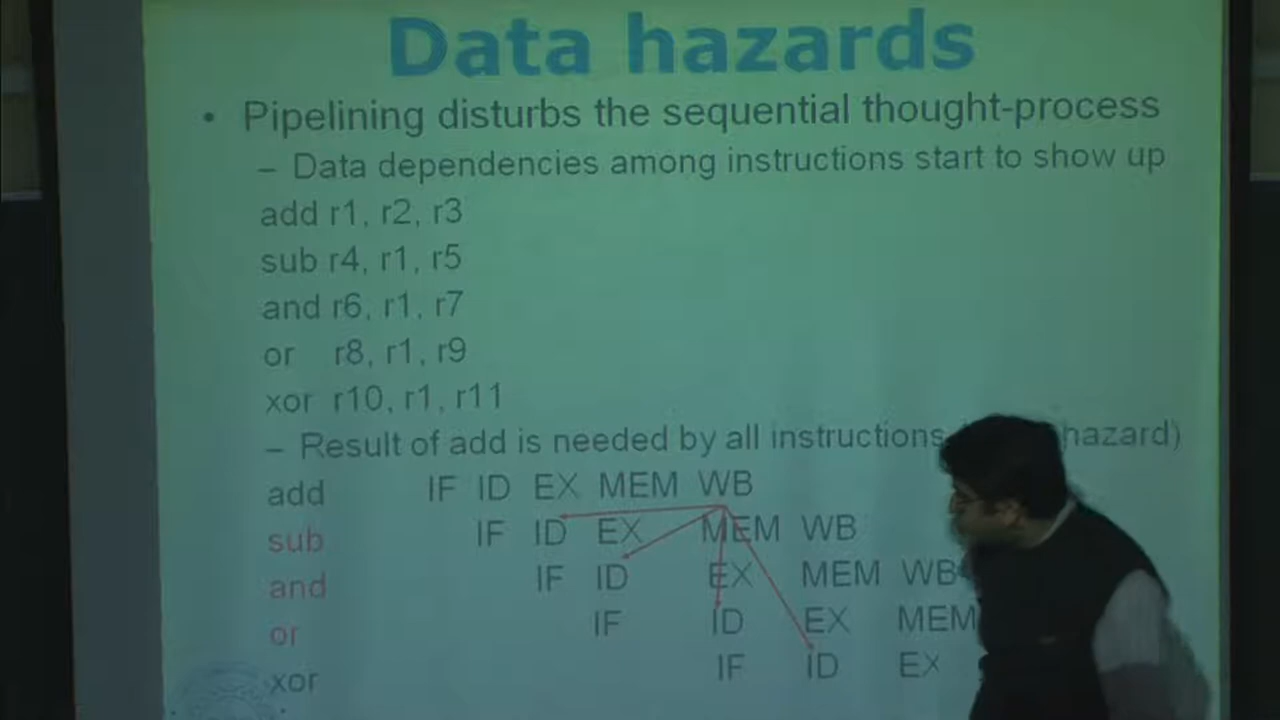 Data hazards
• Pipelining disturbs the sequential thought-process
– Data dependencies among instructions start to show up
add r1, r2, r3
sub r4, r1, r5
and r6, r1, r7
or r8, r1, r9
xor r10, r1, r11
– Result of add is needed by all instructions hazard)
add IF ID EX MEM WB
sub IF ID EX MEM WB
and IF ID EX MEM WB
or IF ID EX MEM
xor IF ID EX